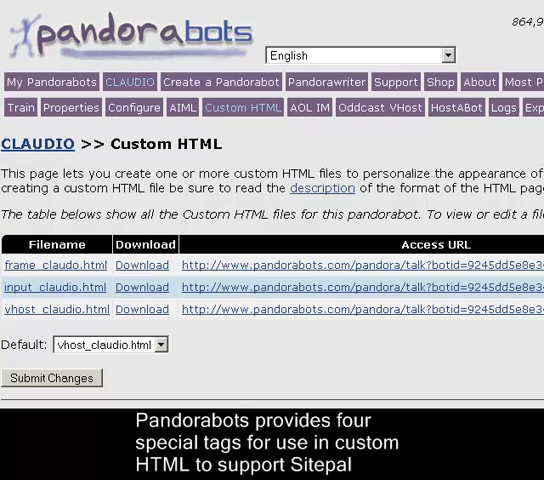 pandorabots
864,9
English
My Pandorabots CLAUDIO Create a Pandorabot Pandorawriter Support Shop About Most P
Train Properties Configure AIML Custom HTML AOL IM Oddcast VHost HostABot Logs Exp
CLAUDIO >> Custom HTML
This page lets you create one or more custom HTML files to personalize the appearance of
creating a custom HTML file be sure to read the description of the format of the HTML pag
The table belows show all the Custom HTML files for this pandorabot. To view or edit a fil
Filename Download Access URL
frame_claudo.html Download http://www.pandorabots.com/pandora/talk?botid=9245dd5e8e34
input_claudio.html Download http://www.pandorabots.com/pandora/talk?botid=9245dd5e8e34
vhost_claudio.html Download http://www.pandorabots.com/pandora/talk?botid=9245dd5e8e34
Default: vhost_claudio.html
Submit Changes
Pandorabots provides four
special tags for use in custom
HTML to support Sitepal